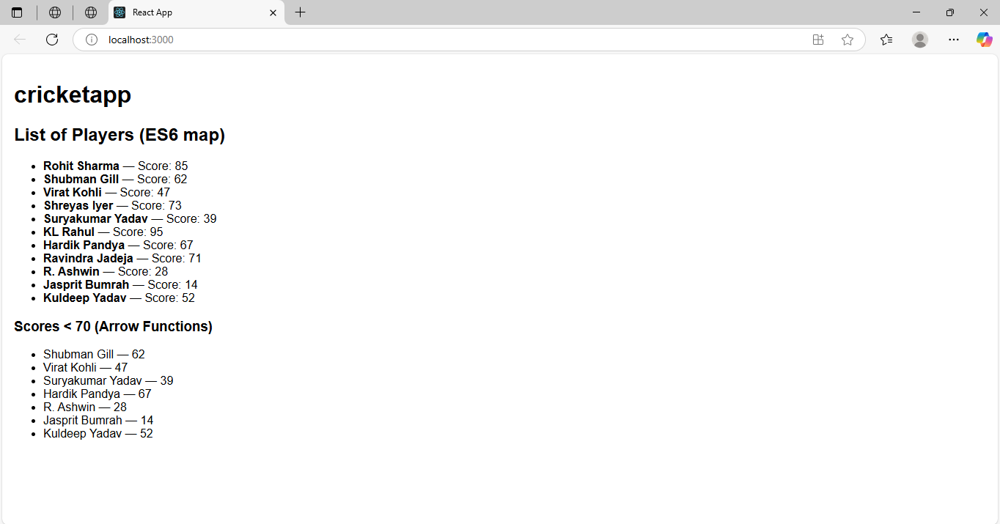 React App
localhost:3000
cricketapp
List of Players (ES6 map)
• Rohit Sharma — Score: 85
• Shubman Gill — Score: 62
• Virat Kohli — Score: 47
• Shreyas Iyer — Score: 73
• Suryakumar Yadav — Score: 39
• KL Rahul — Score: 95
• Hardik Pandya — Score: 67
• Ravindra Jadeja — Score: 71
• R. Ashwin — Score: 28
• Jasprit Bumrah — Score: 14
• Kuldeep Yadav — Score: 52
Scores < 70 (Arrow Functions)
• Shubman Gill — 62
• Virat Kohli — 47
• Suryakumar Yadav — 39
• Hardik Pandya — 67
• R. Ashwin — 28
• Jasprit Bumrah — 14
• Kuldeep Yadav — 52